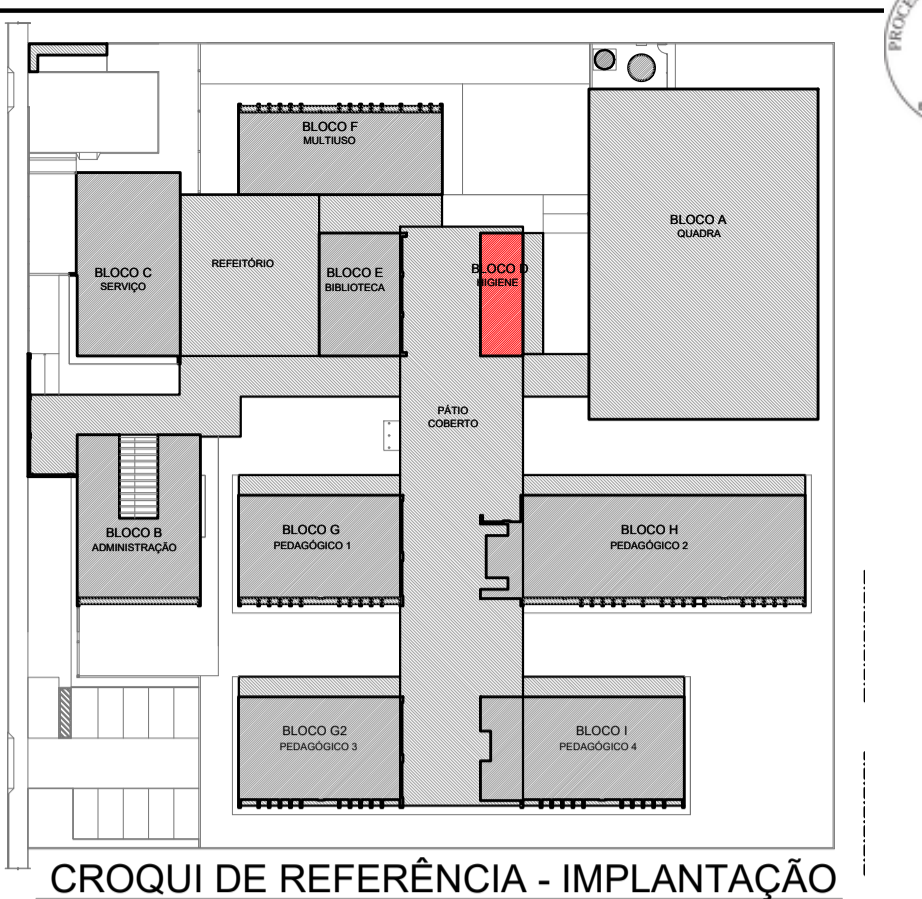 BLOCO F
MULTIUSO
BLOCO A
QUADRA
BLOCO C
SERVIÇO
REFEITÓRIO
BLOCO E
BIBLIOTECA
BLOCO D
HIGIENE
PÁTIO
COBERTO
BLOCO B
ADMINISTRAÇÃO
BLOCO G
PEDAGÓGICO 1
BLOCO H
PEDAGÓGICO 2
BLOCO G2
PEDAGÓGICO 3
BLOCO I
PEDAGÓGICO 4
CROQUI DE REFERÊNCIA - IMPLANTAÇÃO